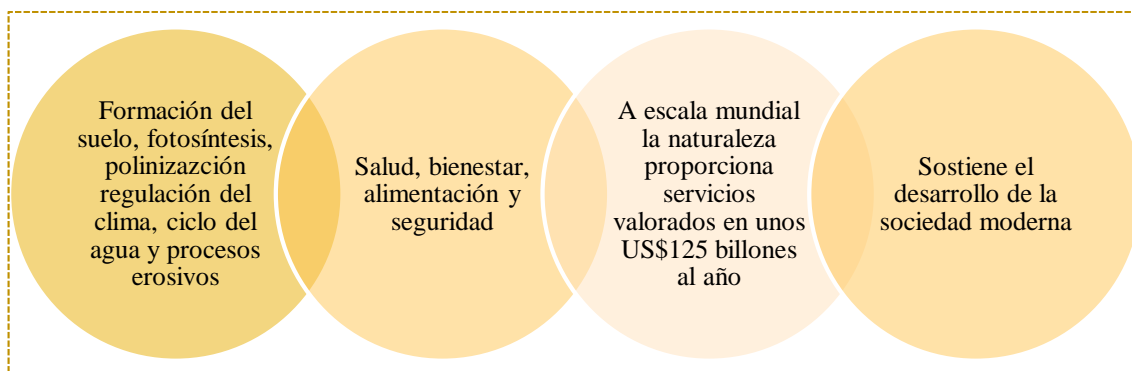 Formación del
suelo, fotosíntesis,
polinizazción
regulación del
clima, ciclo del
agua y procesos
erosivos
Salud, bienestar,
alimentación y
seguridad
A escala mundial
la naturaleza
proporciona
servicios
valorados en unos
US$125 billones
al año
Sostiene el
desarrollo de la
sociedad moderna